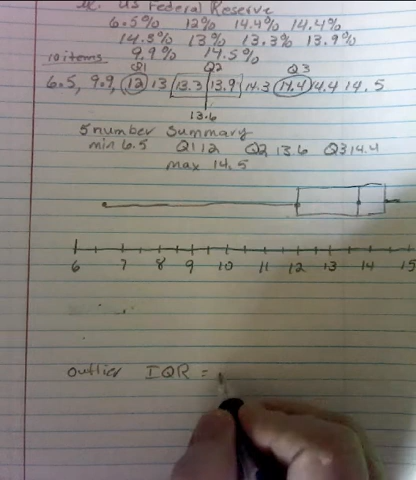 US Federal Reserve
6.5% 12% 14.4% 14.4%
14.3% 13% 13.3% 13.9%
9.9% 14.5%
10 items Q1 Q2 Q3
6.5, 9.9, 12 13 13.3 13.9 14.3 14.4 14.4 14.5
13.6
5 number Summary
min 6.5 Q1 12 Q2 13.6 Q3 14.4
max 14.5
6 7 8 9 10 11 12 13 14 15
Outlier IQR =